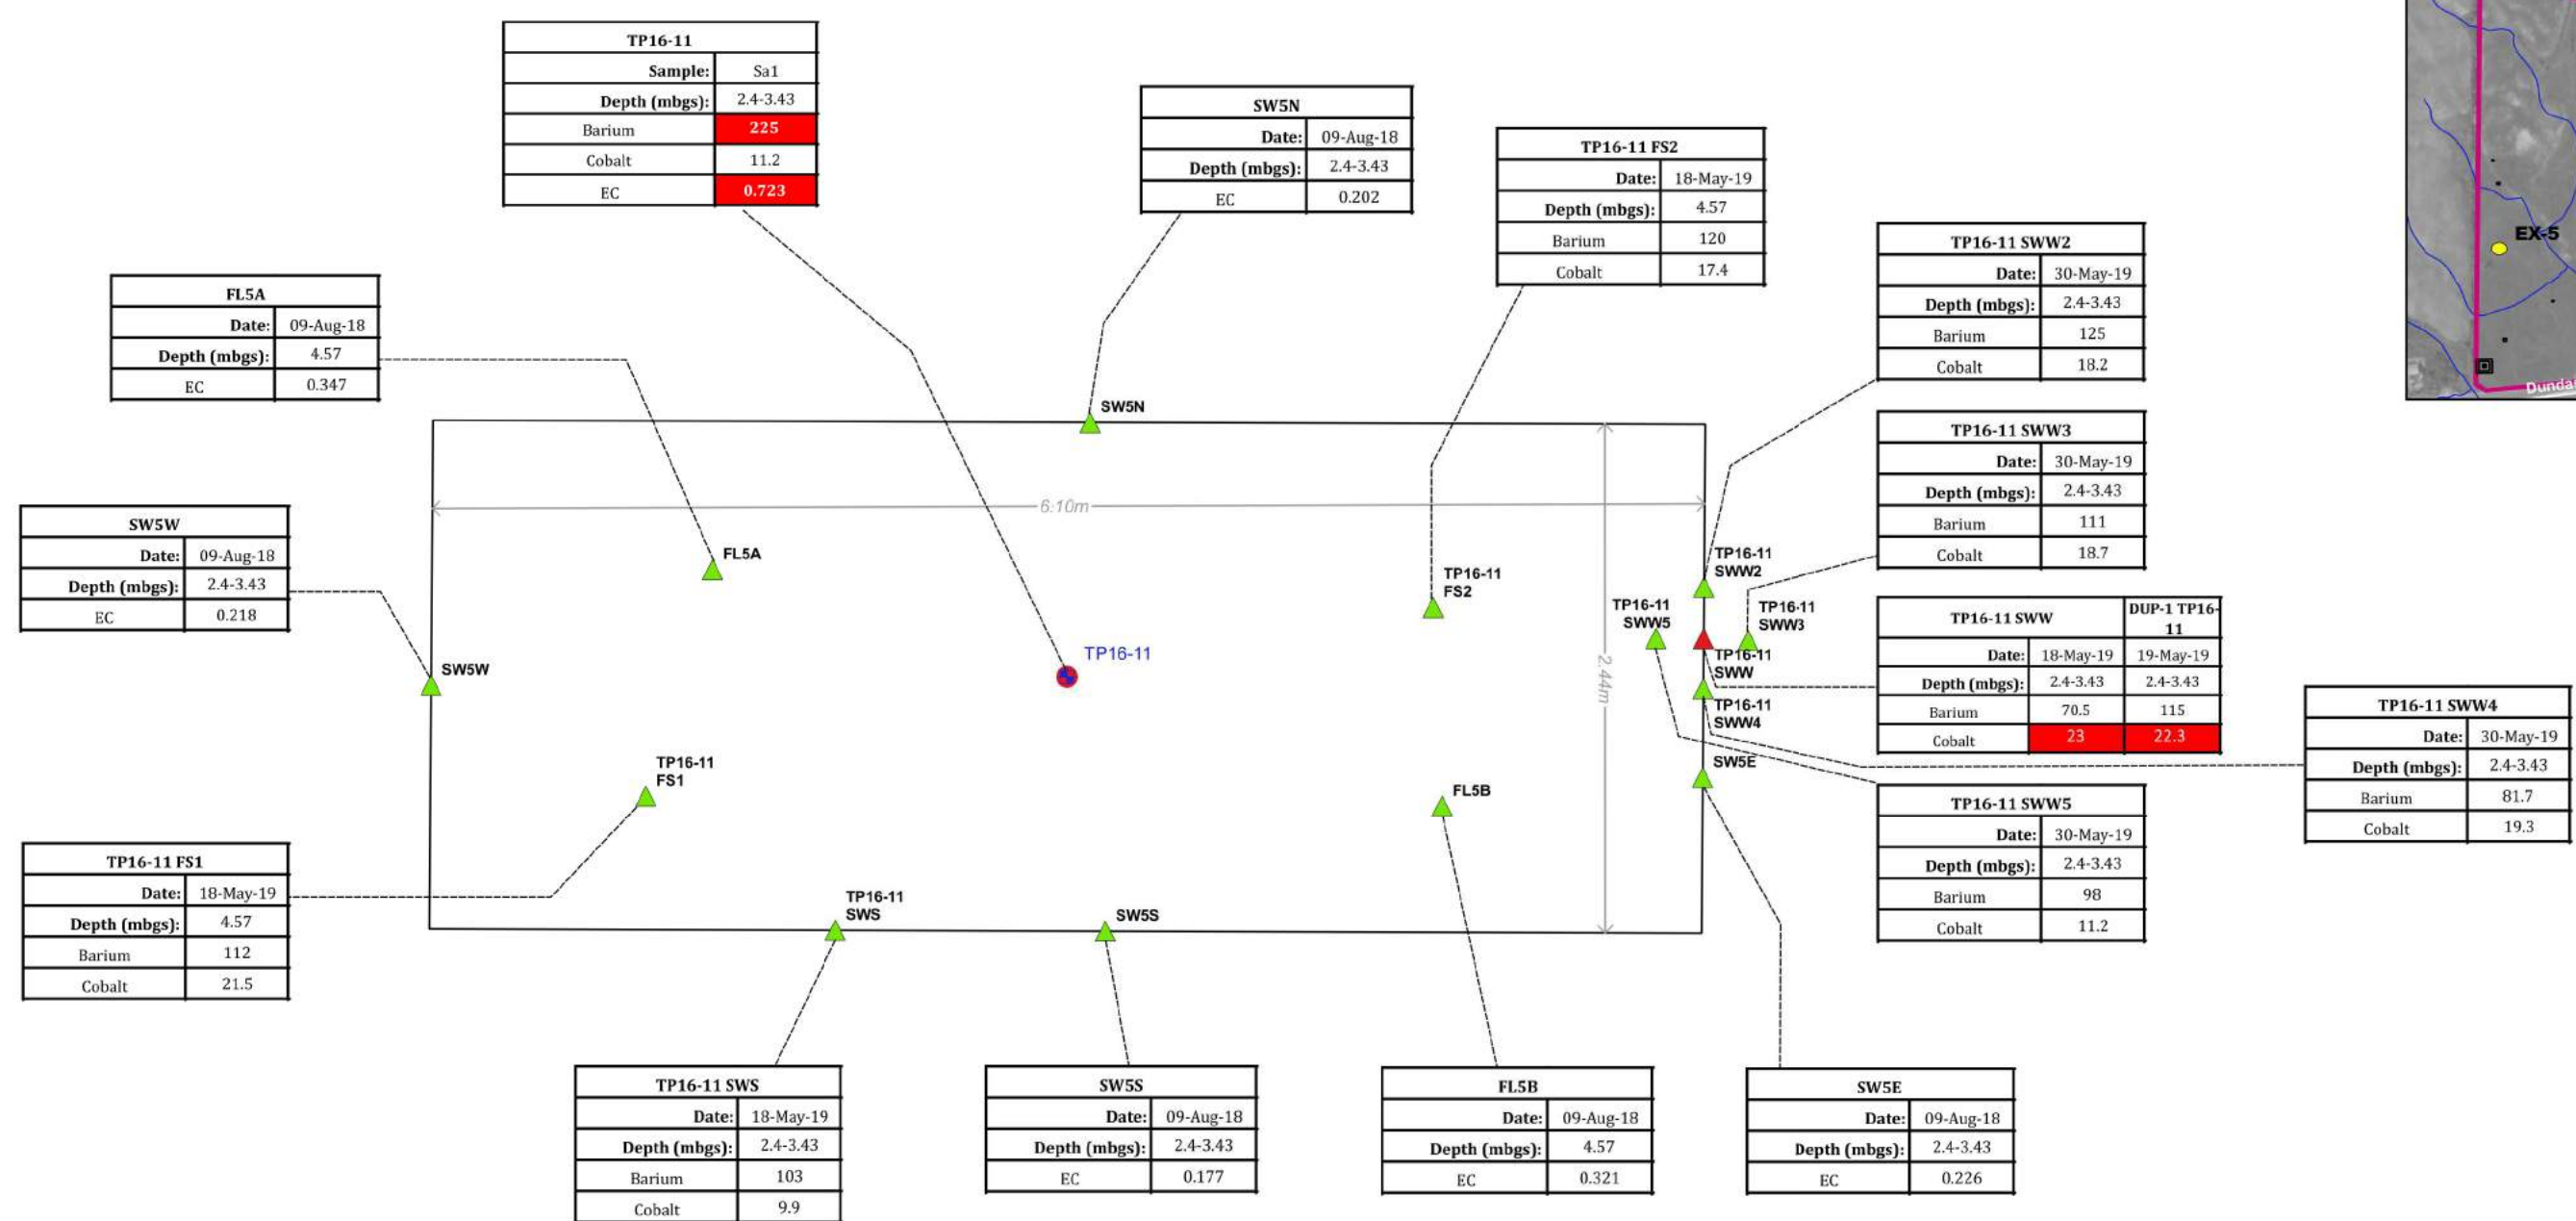 TP16-11
Sample: Sa1
Depth (mbgs): 2.4-3.43
Barium 225
Cobalt 11.2
EC 0.723
SW5N
Date: 09-Aug-18
Depth (mbgs): 2.4-3.43
EC 0.202
TP16-11 FS2
Date: 18-May-19
Depth (mbgs): 4.57
Barium 120
Cobalt 17.4
TP16-11 SWW2
Date: 30-May-19
Depth (mbgs): 2.4-3.43
Barium 125
Cobalt 18.2
EX-5
FL5A
Date: 09-Aug-18
Depth (mbgs): 4.57
EC 0.347
TP16-11 SWW3
Date: 30-May-19
Depth (mbgs): 2.4-3.43
Barium 111
Cobalt 18.7
SW5W
Date: 09-Aug-18
Depth (mbgs): 2.4-3.43
EC 0.218
SW5N
6.10m
2.44m
FL5A
TP16-11
FS2
TP16-11
SWW2
TP16-11
SWW5
TP16-11
SWW3
TP16-11
SWW
TP16-11
SWW4
TP16-11
SW5W
SW5E
TP16-11
FS1
FL5B
TP16-11
SWS
SW5S
TP16-11 SWW DUP-1 TP16-
11
Date: 18-May-19 19-May-19
Depth (mbgs): 2.4-3.43 2.4-3.43
Barium 70.5 115
Cobalt 23 22.3
TP16-11 SWW4
Date: 30-May-19
Depth (mbgs): 2.4-3.43
Barium 81.7
Cobalt 19.3
TP16-11 SWW5
Date: 30-May-19
Depth (mbgs): 2.4-3.43
Barium 98
Cobalt 11.2
TP16-11 FS1
Date: 18-May-19
Depth (mbgs): 4.57
Barium 112
Cobalt 21.5
TP16-11 SWS
Date: 18-May-19
Depth (mbgs): 2.4-3.43
Barium 103
Cobalt 9.9
SW5S
Date: 09-Aug-18
Depth (mbgs): 2.4-3.43
EC 0.177
FL5B
Date: 09-Aug-18
Depth (mbgs): 4.57
EC 0.321
SW5E
Date: 09-Aug-18
Depth (mbgs): 2.4-3.43
EC 0.226